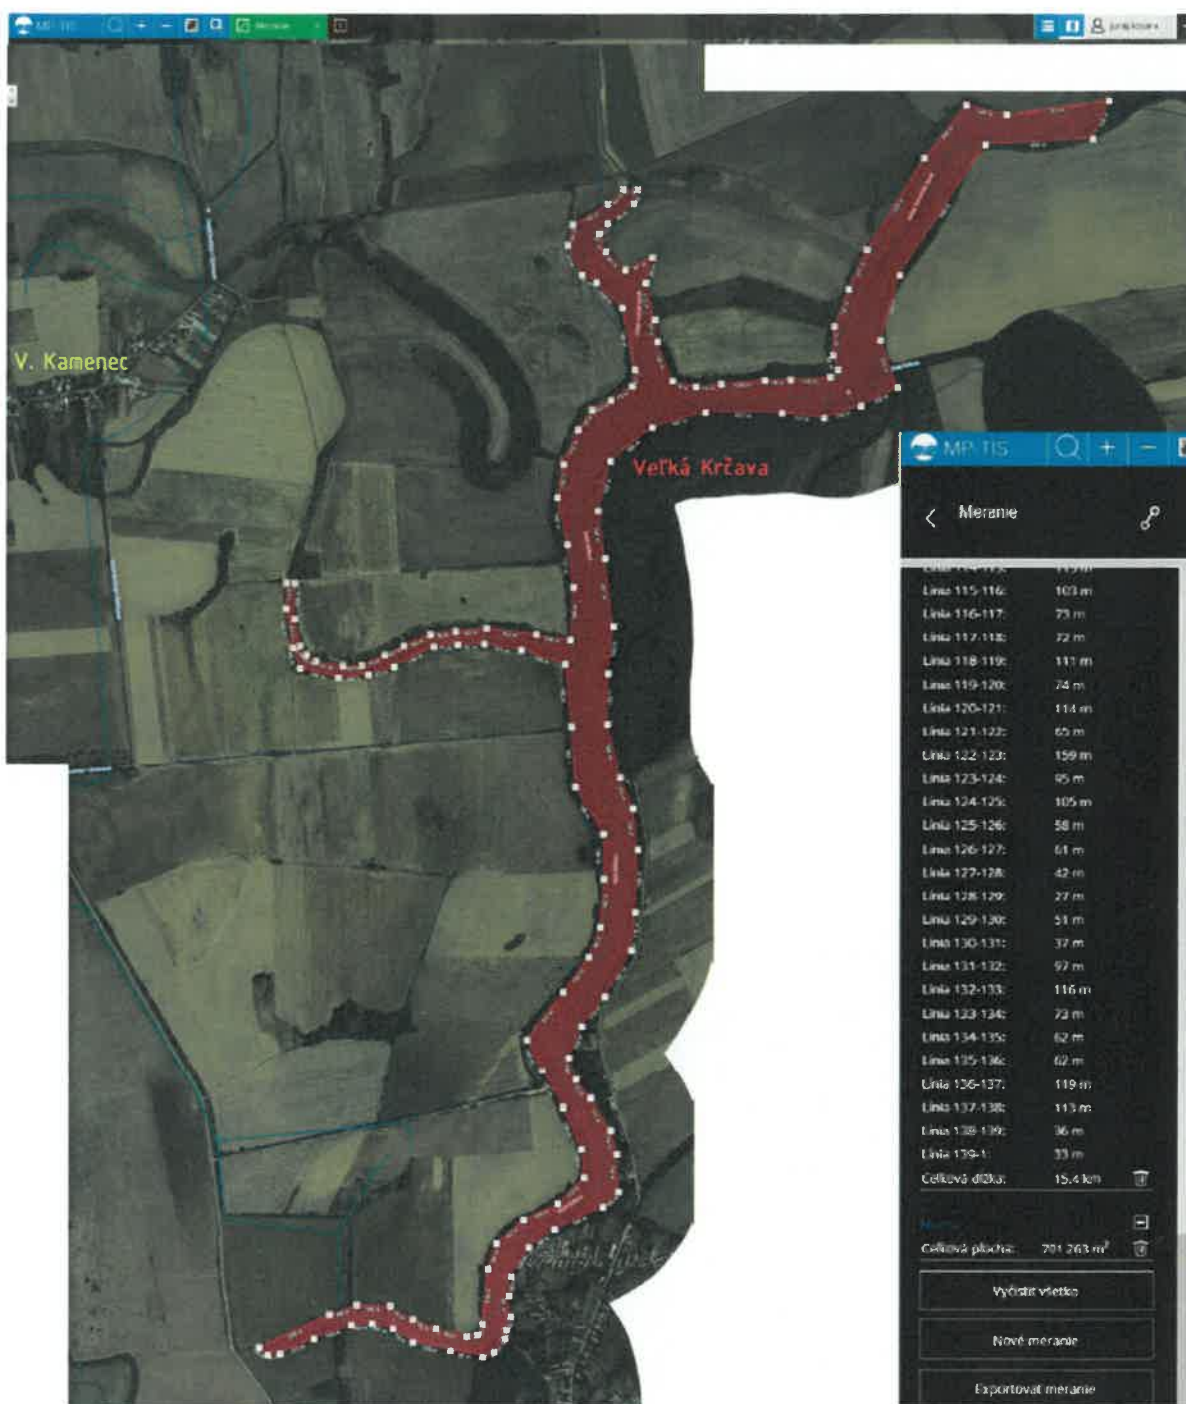 MP-TIS
Meranie
V. Kamenec
Veľká Krčava
MP-TIS
Meranie
Línia 115-116: 103 m
Línia 116-117: 73 m
Línia 117-118: 72 m
Línia 118-119: 111 m
Línia 119-120: 74 m
Línia 120-121: 114 m
Línia 121-122: 65 m
Línia 122-123: 159 m
Línia 123-124: 95 m
Línia 124-125: 105 m
Línia 125-126: 58 m
Línia 126-127: 61 m
Línia 127-128: 42 m
Línia 128-129: 27 m
Línia 129-130: 51 m
Línia 130-131: 37 m
Línia 131-132: 97 m
Línia 132-133: 116 m
Línia 133-134: 73 m
Línia 134-135: 62 m
Línia 135-136: 62 m
Línia 136-137: 119 m
Línia 137-138: 113 m
Línia 138-139: 36 m
Línia 139-1: 33 m
Celková dĺžka: 15.4 km
Celková plocha: 701 263 m²
Vyčistiť všetko
Nové meranie
Exportovať meranie